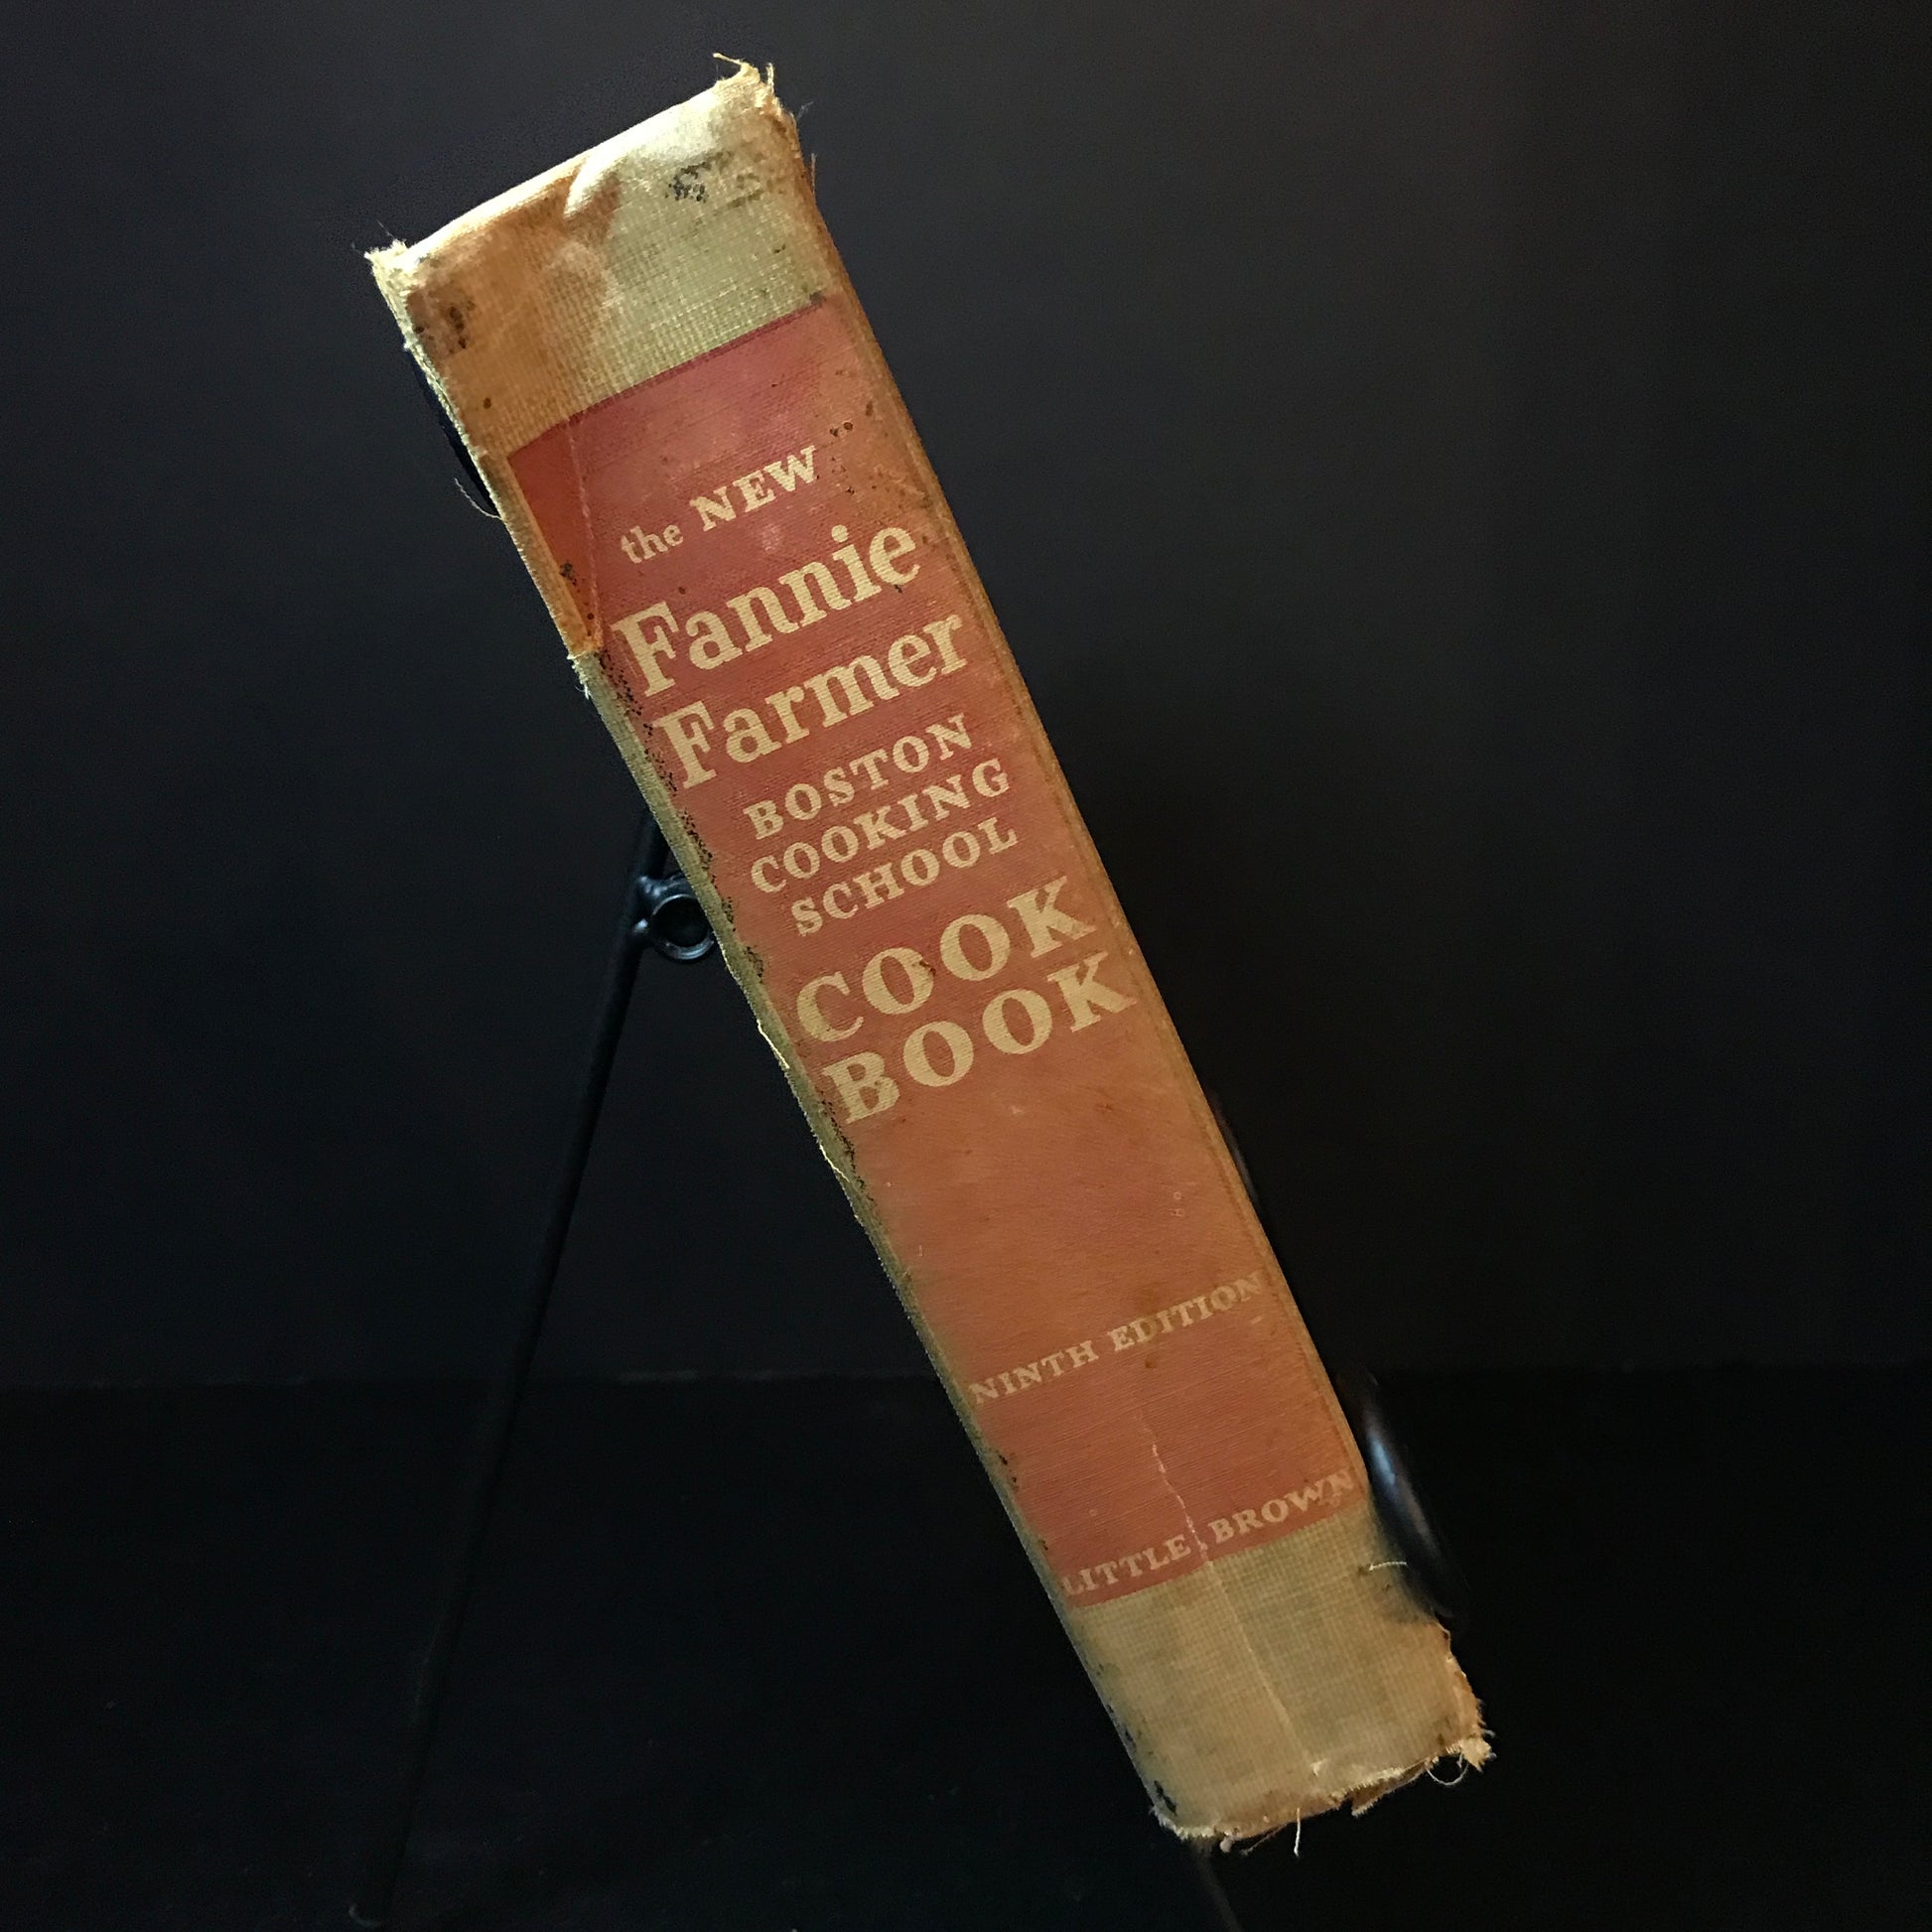 the NEW
Fannie
Farmer
BOSTON
COOKING
SCHOOL
COOK
BOOK
NINTH EDITION
LITTLE, BROWN